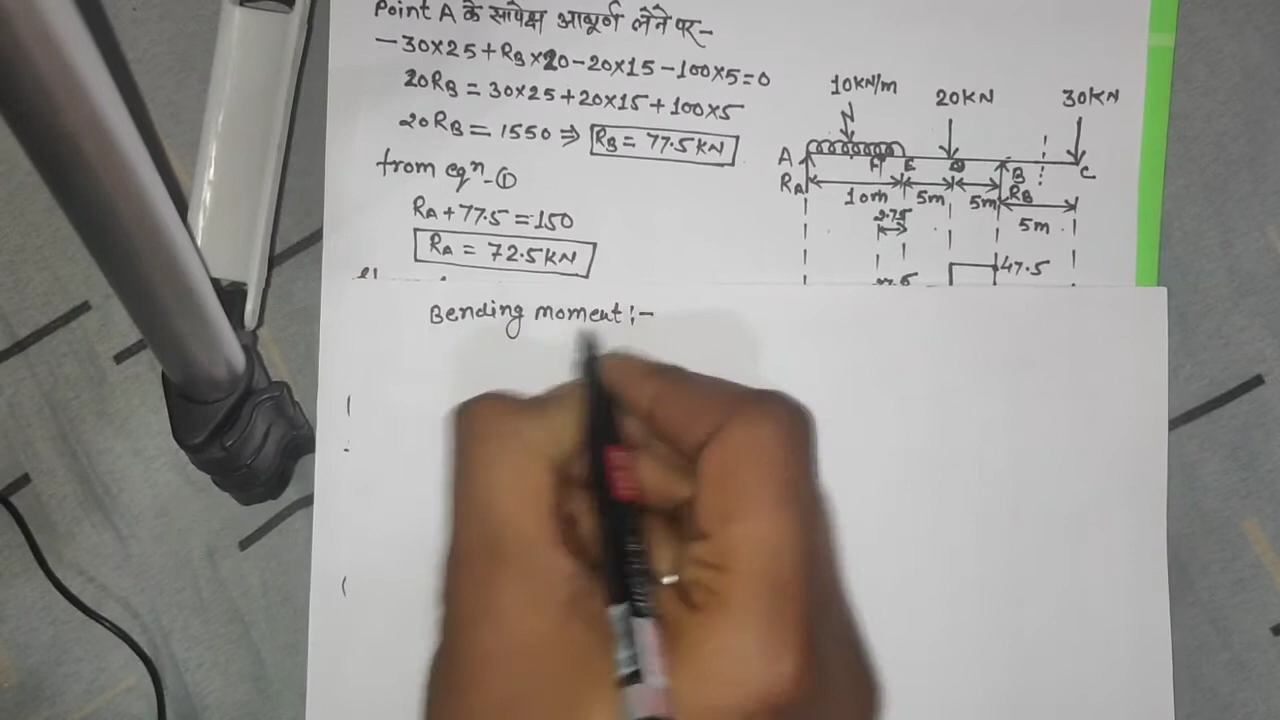 Point A के सापेक्ष आघूर्ण लेने पर-
-30×25+RB×20-20×15-100×5=0
20RB = 30×25+20×15+100×5
20RB = 1550 ⇒ RB = 77.5KN
from eqn-①
RA+77.5=150
RA = 72.5KN
10KN/m 20KN 30KN
A E D B C
RA 10m 5m 5m RB
2.75 5m
47.5
Bending moment:-